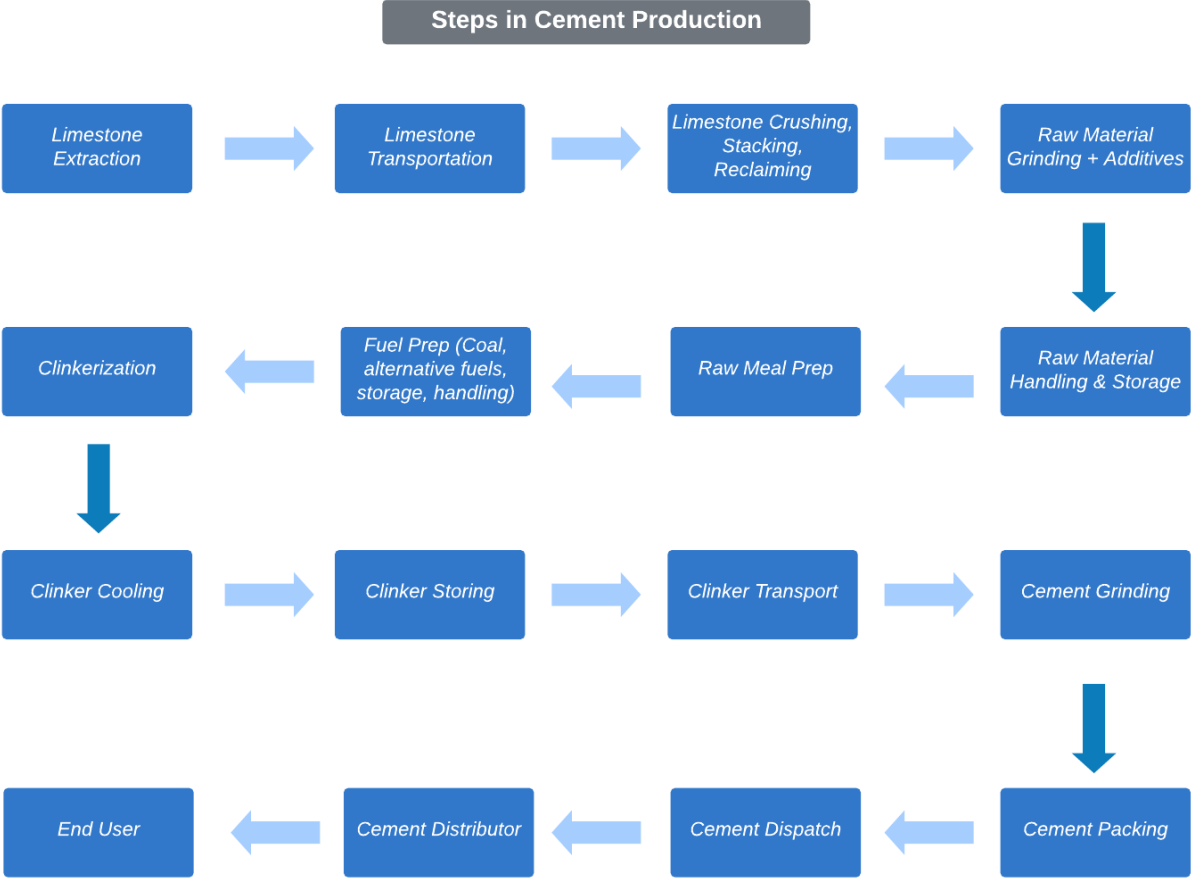 Steps in Cement Production
Limestone
Extraction
Limestone
Transportation
Limestone Crushing,
Stacking,
Reclaiming
Raw Material
Grinding + Additives
Clinkerization
Fuel Prep (Coal,
alternative fuels,
storage, handling)
Raw Meal Prep
Raw Material
Handling & Storage
Clinker Cooling
Clinker Storing
Clinker Transport
Cement Grinding
End User
Cement Distributor
Cement Dispatch
Cement Packing